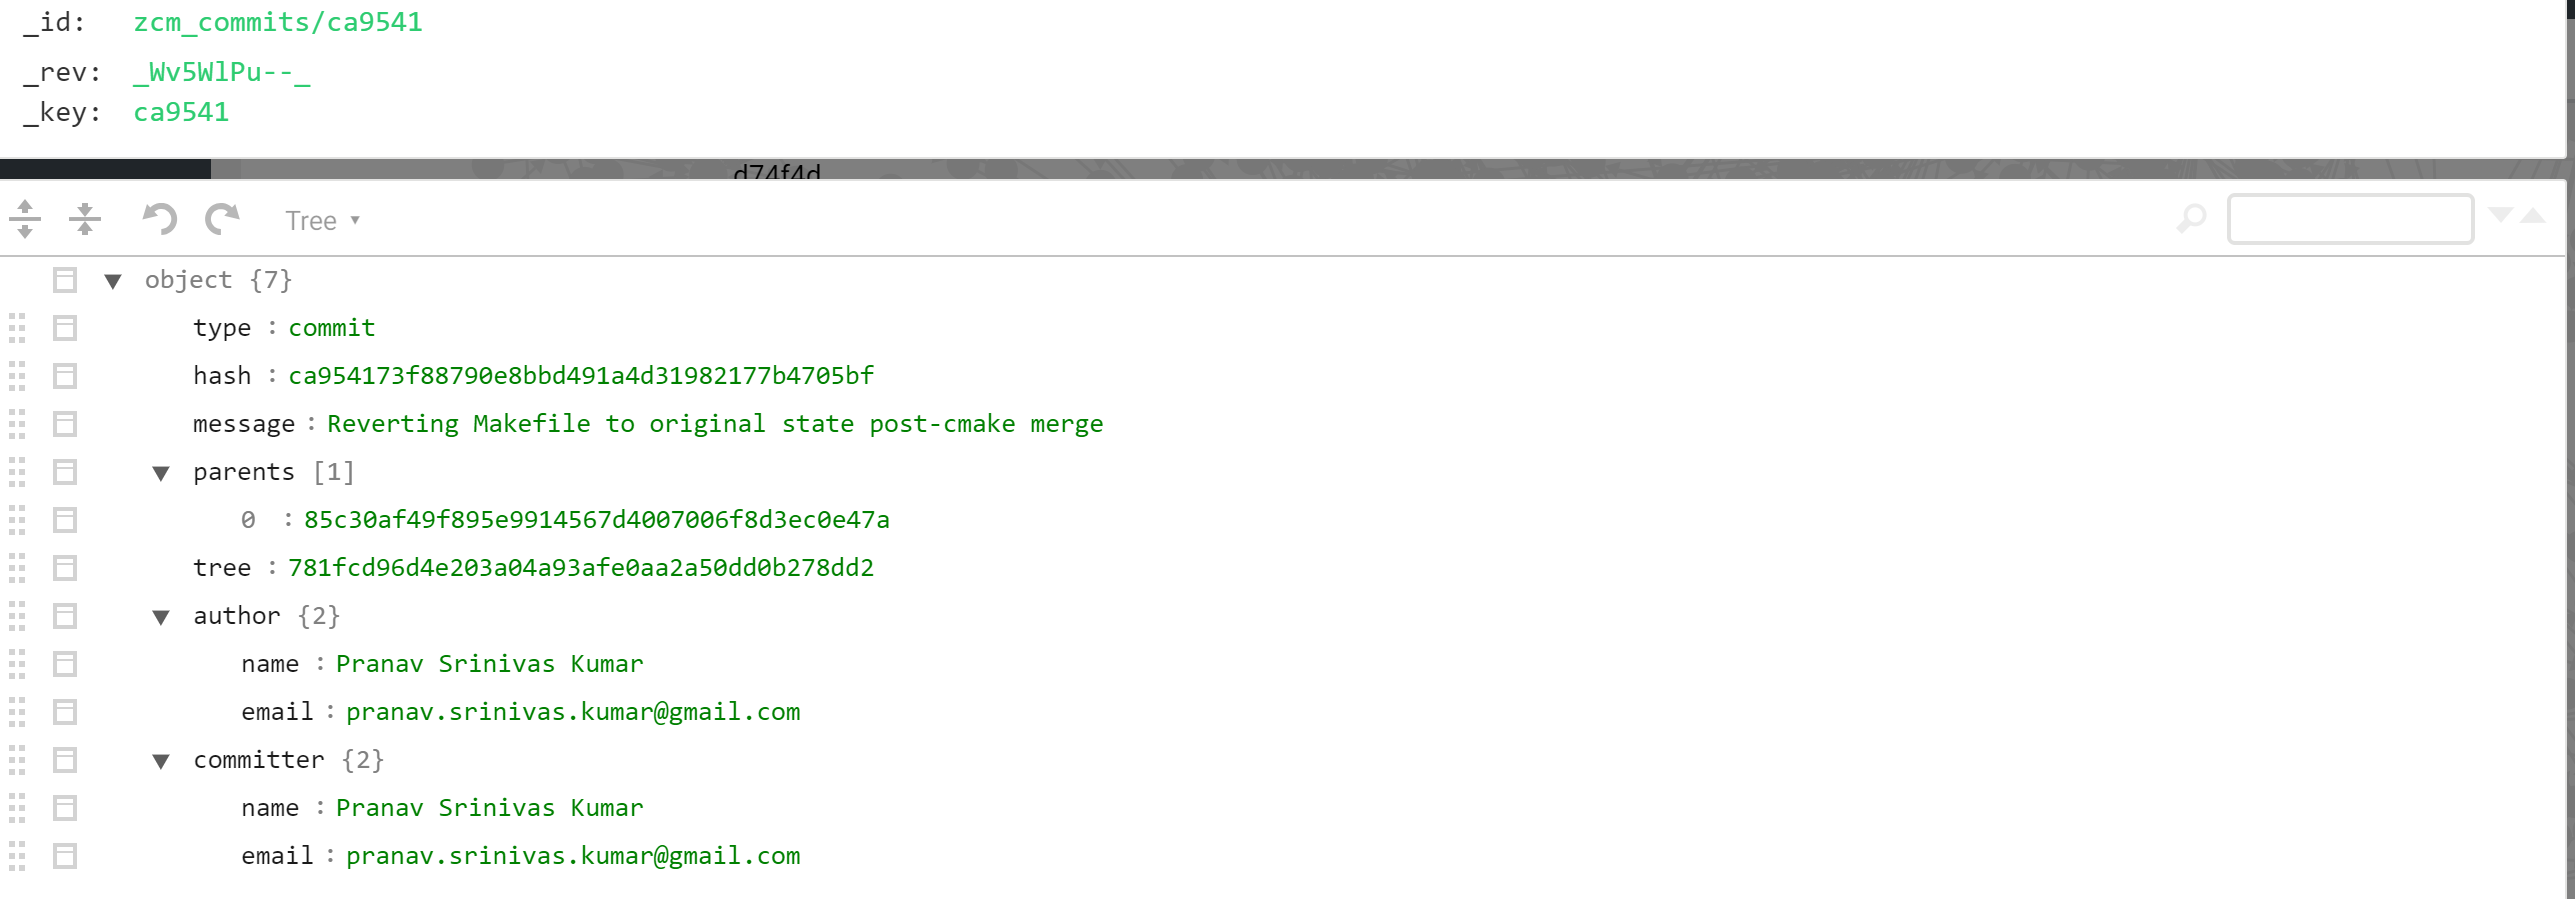 _id: zcm_commits/ca9541
_rev: _Wv5WlPu--_
_key: ca9541
d74f4d
Tree ▼
object {7}
type : commit
hash : ca954173f88790e8bbd491a4d31982177b4705bf
message : Reverting Makefile to original state post-cmake merge
parents [1]
0 : 85c30af49f895e9914567d4007006f8d3ec0e47a
tree : 781fcd96d4e203a04a93afe0aa2a50dd0b278dd2
author {2}
name : Pranav Srinivas Kumar
email : pranav.srinivas.kumar@gmail.com
committer {2}
name : Pranav Srinivas Kumar
email : pranav.srinivas.kumar@gmail.com